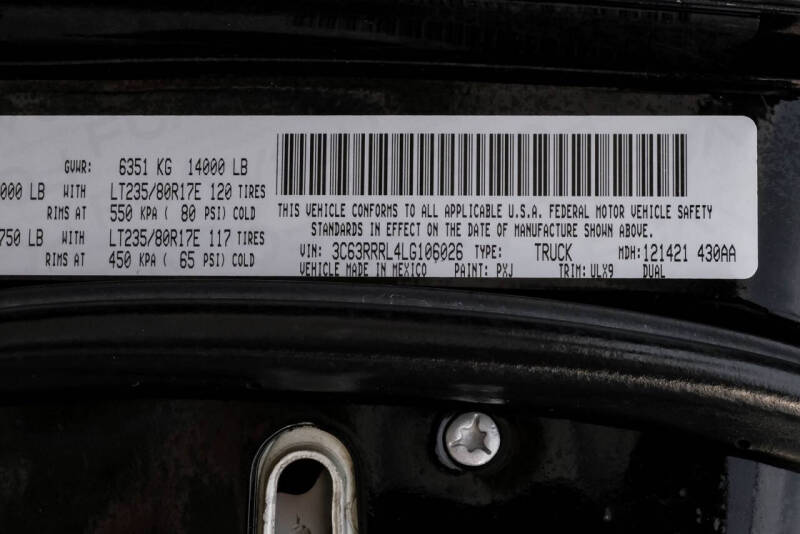 GVWR: 6351 KG 14000 LB
000 LB WITH LT235/80R17E 120 TIRES
RIMS AT 550 KPA ( 80 PSI) COLD
750 LB WITH LT235/80R17E 117 TIRES
RIMS AT 450 KPA ( 65 PSI) COLD
THIS VEHICLE CONFORMS TO ALL APPLICABLE U.S.A. FEDERAL MOTOR VEHICLE SAFETY
STANDARDS IN EFFECT ON THE DATE OF MANUFACTURE SHOWN ABOVE.
VIN: 3C63RRRL4LG106026 TYPE: TRUCK MDH:121421 430AA
VEHICLE MADE IN MEXICO PAINT: PXJ TRIM: ULX9 DUAL